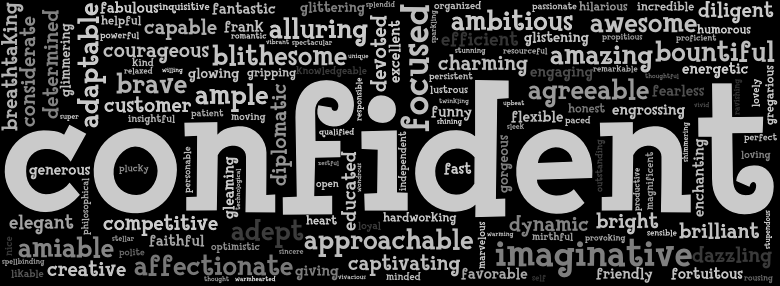 breathtaking
considerate
determined
glimmering
adaptable
fabulous
inquisitive
fantastic
glittering
splendid
helpful
powerful
capable
frank
romantic
alluring
vibrant
spectacular
courageous
kind
relaxed
willing
blithesome
unique
devoted
excellent
focused
sparkling
organized
ambitious
passionate
hilarious
incredible
diligent
awesome
humorous
efficient
glistening
propitious
proficient
stunning
resourceful
amazing
bountiful
brave
glowing
gripping
knowledgeable
charming
engaging
remarkable
energetic
persistent
thoughtful
customer
ample
responsible
lustrous
twinkling
agreeable
fearless
lovely
gregarious
super
insightful
patient
moving
diplomatic
funny
shining
upbeat
flexible
paced
honest
engrossing
vivid
ravishing
sleek
qualified
perfect
confident
generous
plucky
personable
gleaming
technological
philosophical
restful
open
educated
wondrous
independent
fast
gorgeous
outstanding
productive
magnificent
shimmering
enchanting
loving
elegant
competitive
heart
loyal
hardworking
dynamic
bright
brilliant
stupendous
nice
amiable
stellar
faithful
adept
optimistic
approachable
marvelous
warming
mirthful
provoking
sensible
spellbinding
polite
sincere
imaginative
dazzling
likable
creative
affectionate
thought
warmhearted
giving
vivacious
captivating
minded
favorable
self
friendly
fortuitous
rousing